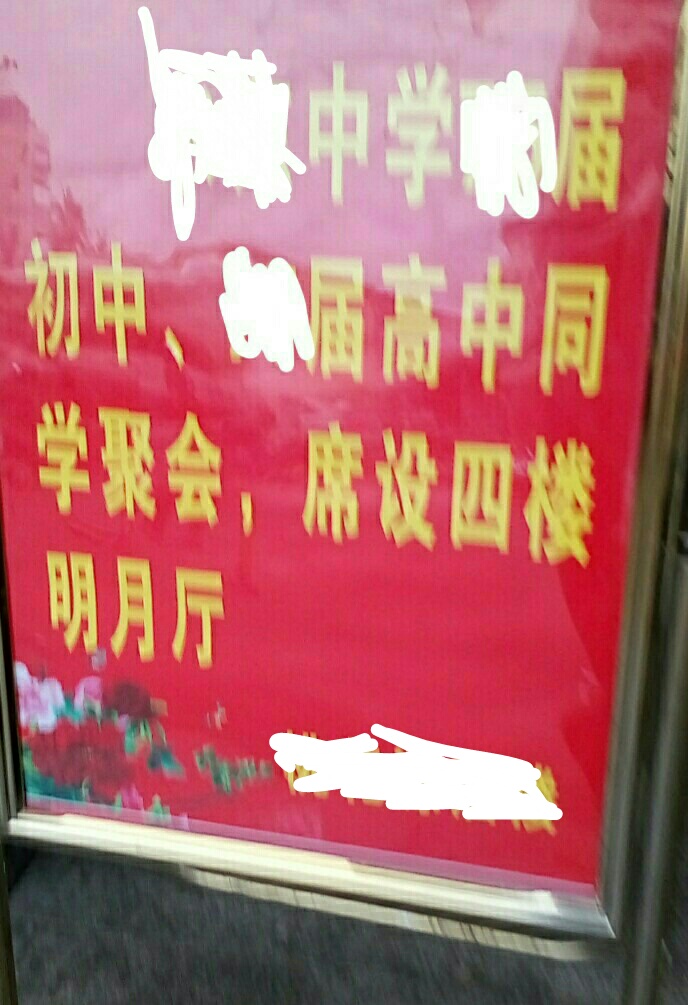 中学届
初中、届高中同
学聚会，席设四楼
明月厅
楼